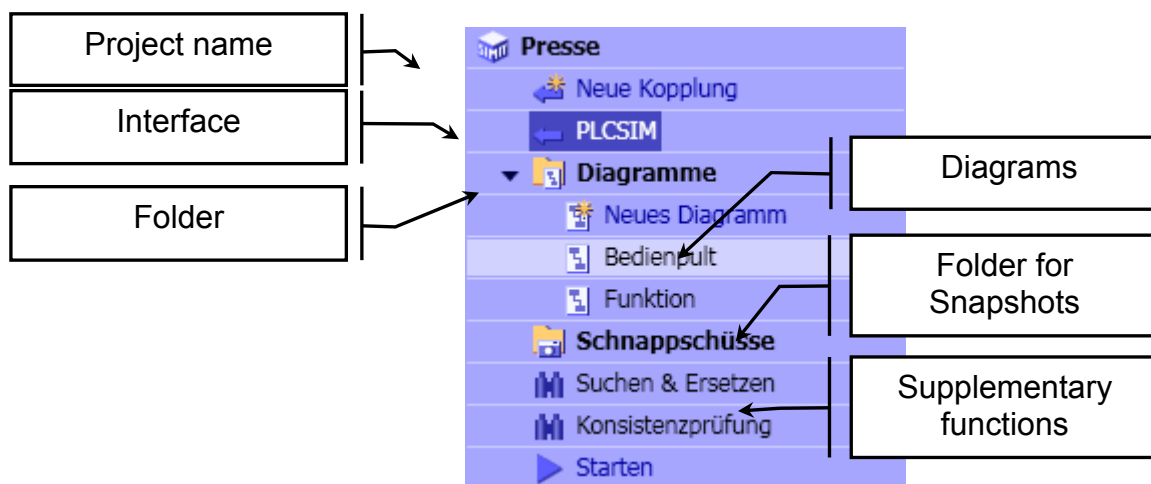 Project name
Interface
Folder
SIMIT
Presse
Neue Kopplung
PLCSIM
Diagramme
Neues Diagramm
Bedienpult
Funktion
Schnappschüsse
Suchen & Ersetzen
Konsistenzprüfung
Starten
Diagrams
Folder for
Snapshots
Supplementary
functions